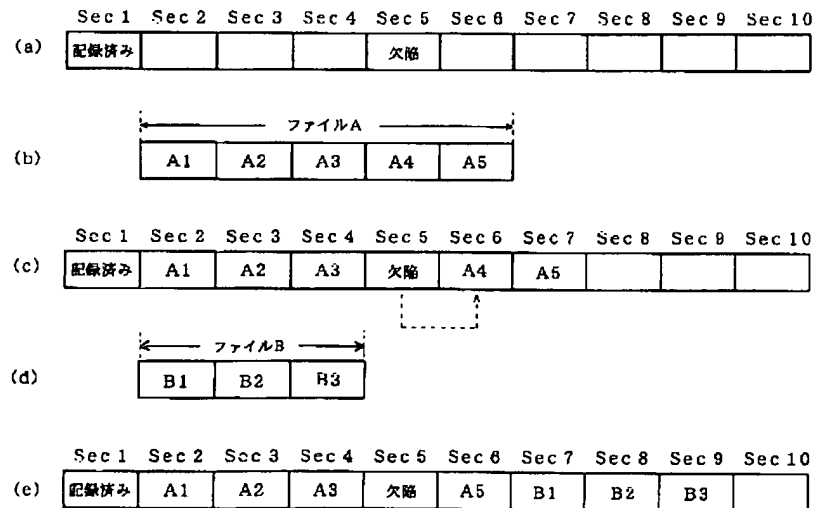 Sec 1 Sec 2 Sec 3 Sec 4 Sec 5 Sec 6 Sec 7 Sec 8 Sec 9 Sec 10
(a) 記録済み 欠陥
ファイルA
(b) A1 A2 A3 A4 A5
Sec 1 Sec 2 Sec 3 Sec 4 Sec 5 Sec 6 Sec 7 Sec 8 Sec 9 Sec 10
(c) 記録済み A1 A2 A3 欠陥 A4 A5
ファイルB
(d) B1 B2 B3
Sec 1 Sec 2 Sec 3 Sec 4 Sec 5 Sec 6 Sec 7 Sec 8 Sec 9 Sec 10
(e) 記録済み A1 A2 A3 欠陥 A5 B1 B2 B3